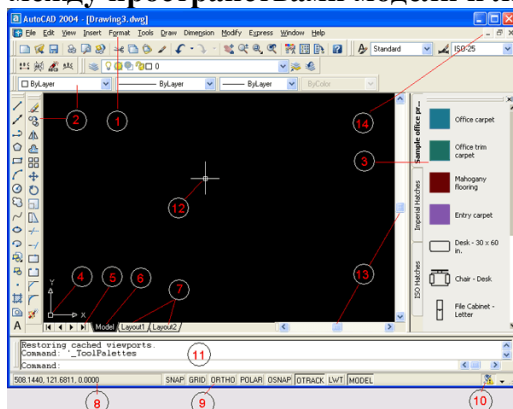 между пространствами модели и
AutoCAD 2004 - [Drawing3.dwg]
File Edit View Insert Format Tools Draw Dimension Modify Express Window Help
Standard ISO-25
0
ByLayer ByLayer ByLayer ByColor
2 1 14
Sample office pr...
Imperial Hatches
ISO Hatches
Office carpet
Office trim
carpet
3
Mahogany
flooring
12
Entry carpet
Desk - 30 x 60
in.
13
4 5 6 7
Chair - Desk
Y
File Cabinet -
Letter
X
A
Model Layout1 Layout2
Restoring cached viewports.
Command: '_ToolPalettes
11
Command:
508.1440, 121.6811, 0.0000 SNAP GRID ORTHO POLAR OSNAP OTRACK LWT MODEL
8 9 10